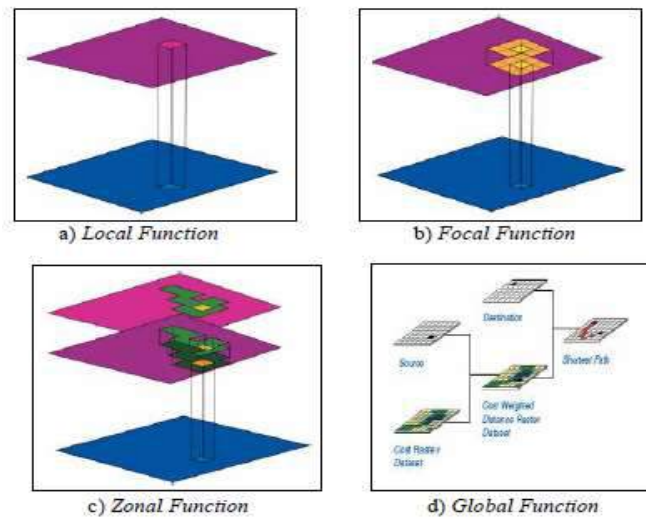 a) Local Function
b) Focal Function
Destination
Source
Shortest Path
Cost Weighted
Distance Raster
Dataset
Cost Raster
Dataset
c) Zonal Function
d) Global Function